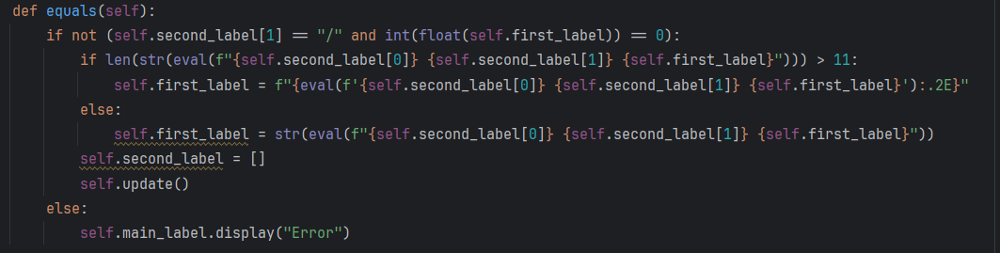 def equals(self):
    if not (self.second_label[1] == "/" and int(float(self.first_label)) == 0):
        if len(str(eval(f"{self.second_label[0]} {self.second_label[1]} {self.first_label}"))) > 11:
            self.first_label = f"{eval(f'{self.second_label[0]} {self.second_label[1]} {self.first_label}'):.2E}"
        else:
            self.first_label = str(eval(f"{self.second_label[0]} {self.second_label[1]} {self.first_label}"))
        self.second_label = []
        self.update()
    else:
        self.main_label.display("Error")